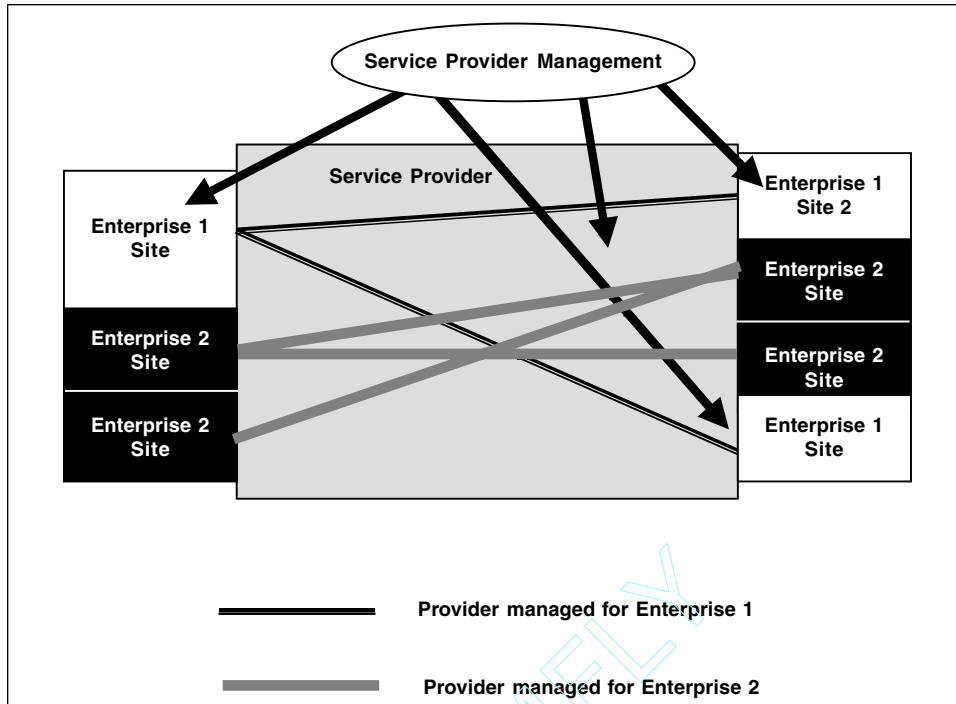 Service Provider Management
Service Provider
Enterprise 1
Site
Enterprise 2
Site
Enterprise 2
Site
Enterprise 1
Site 2
Enterprise 2
Site
Enterprise 2
Site
Enterprise 1
Site
Provider managed for Enterprise 1
Provider managed for Enterprise 2